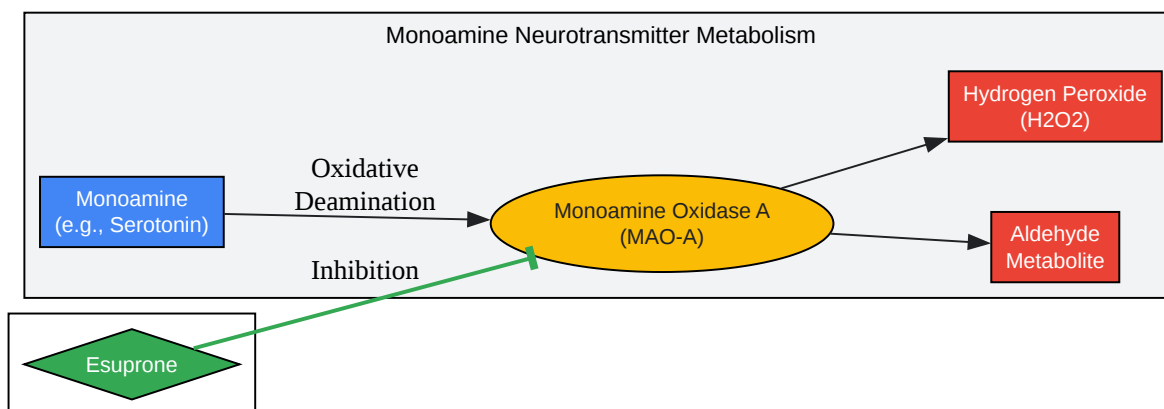 Monoamine Neurotransmitter Metabolism
Hydrogen Peroxide
(H2O2)
Oxidative
Deamination
Monoamine
(e.g., Serotonin)
Monoamine Oxidase A
(MAO-A)
Aldehyde
Metabolite
Inhibition
Esuprone